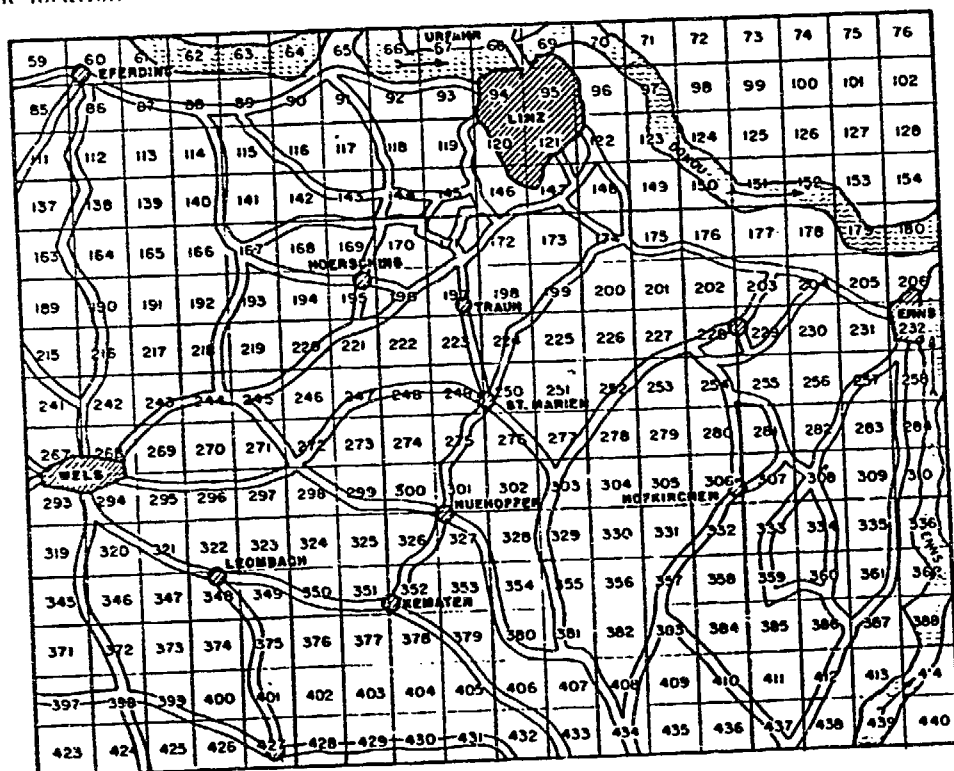 URFAHR
59 60 61 62 63 64 65 66 67 68 69 70 71 72 73 74 75 76
EFERDING
85 86 87 88 89 90 91 92 93 94 95 96 97 98 99 100 101 102
LINZ
111 112 113 114 115 116 117 118 119 120 121 122 123 124 125 126 127 128
137 138 139 140 141 142 143 144 145 146 147 148 149 150 151 152 153 154
163 164 165 166 167 168 169 170 172 173 174 175 176 177 178 179 180
HOERSCHING
189 190 191 192 193 194 195 196 197 198 199 200 201 202 203 204 205 206
TRAUN
ENNS
215 216 217 218 219 220 221 222 223 224 225 226 227 228 229 230 231 232
241 242 243 244 245 246 247 248 249 250 251 252 253 254 255 256 257 258
ST. MARIEN
267 268 269 270 271 272 273 274 275 276 277 278 279 280 281 282 283 284
WELS
293 294 295 296 297 298 299 300 301 302 303 304 305 306 307 308 309 310
NUEHOFFER
HOFKIRCHEN
319 320 321 322 323 324 325 326 327 328 329 330 331 332 333 334 335 336
ENNS
LEOMBACH
345 346 347 348 349 350 351 352 353 354 355 356 357 358 359 360 361 362
KEMATEN
371 372 373 374 375 376 377 378 379 380 381 382 383 384 385 386 387 388
397 398 399 400 401 402 403 404 405 406 407 408 409 410 411 412 413 414
423 424 425 426 427 428 429 430 431 432 433 434 435 436 437 438 439 440